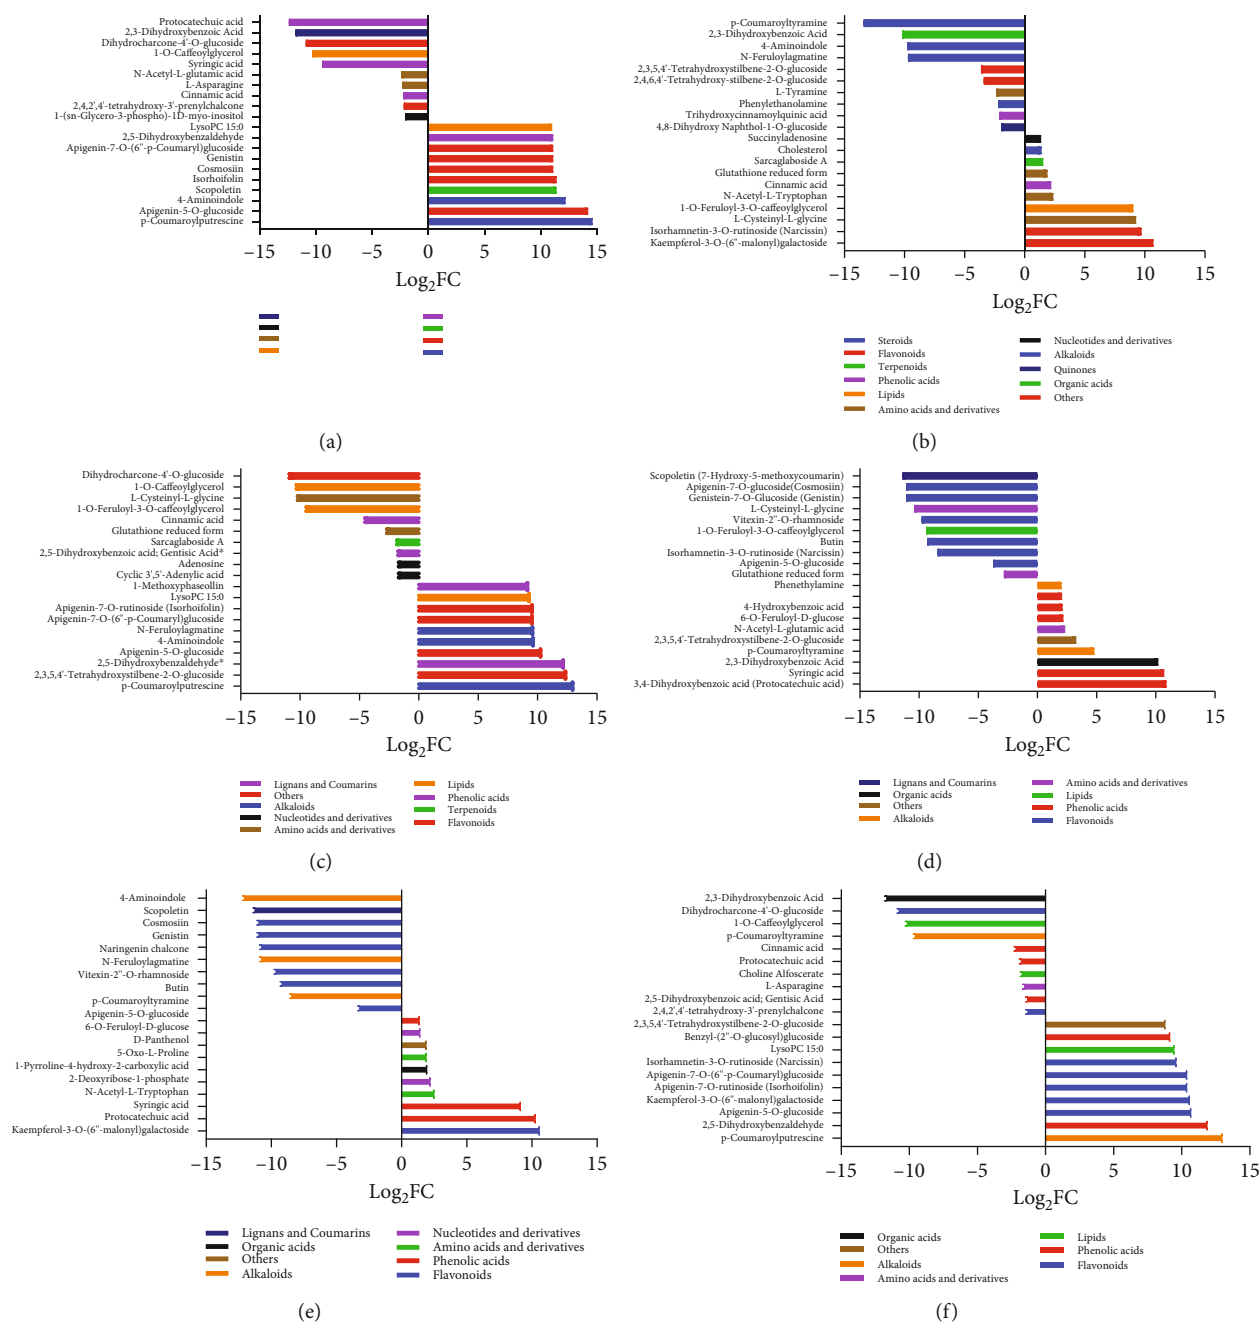 Protocatechuic acid
2,3-Dihydroxybenzoic Acid
Dihydrocharcone-4'-O-glucoside
1-O-Caffeoylglycerol
Syringic acid
N-Acetyl-L-glutamic acid
L-Asparagine
Cinnamic acid
2,4,2',4'-tetrahydroxy-3'-prenylchalcone
1-(sn-Glycero-3-phospho)-1D-myo-inositol
LysoPC 15:0
2,5-Dihydroxybenzaldehyde
Apigenin-7-O-(6"-p-Coumaryl)glucoside
Genistin
Cosmosiin
Isorhoifolin
Scopoletin
4-Aminoindole
Apigenin-5-O-glucoside
p-Coumaroylputrescine
−15 −10 −5 0 5 10 15
Log2FC
(a)
p-Coumaroyltyramine
2,3-Dihydroxybenzoic Acid
4-Aminoindole
N-Feruloylagmatine
2,3,5,4'-Tetrahydroxystilbene-2-O-glucoside
2,4,6,4'-Tetrahydroxy-stilbene-2-O-glucoside
L-Tyramine
Phenylethanolamine
Trihydroxycinnamoylquinic acid
4,8-Dihydroxy Naphthol-1-O-glucoside
Succinyladenosine
Cholesterol
Sarcaglaboside A
Glutathione reduced form
Cinnamic acid
N-Acetyl-L-Tryptophan
1-O-Feruloyl-3-O-caffeoylglycerol
L-Cysteinyl-L-glycine
Isorhamnetin-3-O-rutinoside (Narcissin)
Kaempferol-3-O-(6"-malonyl)galactoside
−15 −10 −5 0 5 10 15
Log2FC
Steroids
Flavonoids
Terpenoids
Phenolic acids
Lipids
Amino acids and derivatives
Nucleotides and derivatives
Alkaloids
Quinones
Organic acids
Others
(b)
Dihydrocharcone-4'-O-glucoside
1-O-Caffeoylglycerol
L-Cysteinyl-L-glycine
1-O-Feruloyl-3-O-caffeoylglycerol
Cinnamic acid
Glutathione reduced form
Sarcaglaboside A
2,5-Dihydroxybenzoic acid; Gentisic Acid*
Adenosine
Cyclic 3',5'-Adenylic acid
1-Methoxyphaseollin
LysoPC 15:0
Apigenin-7-O-rutinoside (Isorhoifolin)
Apigenin-7-O-(6"-p-Coumaryl)glucoside
N-Feruloylagmatine
4-Aminoindole
Apigenin-5-O-glucoside
2,5-Dihydroxybenzaldehyde*
2,3,5,4'-Tetrahydroxystilbene-2-O-glucoside
p-Coumaroylputrescine
−15 −10 −5 0 5 10 15
Log2FC
Lignans and Coumarins
Others
Alkaloids
Nucleotides and derivatives
Amino acids and derivatives
Lipids
Phenolic acids
Terpenoids
Flavonoids
(c)
Scopoletin (7-Hydroxy-5-methoxycoumarin)
Apigenin-7-O-glucoside(Cosmosiin)
Genistein-7-O-Glucoside (Genistin)
L-Cysteinyl-L-glycine
Vitexin-2"-O-rhamnoside
1-O-Feruloyl-3-O-caffeoylglycerol
Butin
Isorhamnetin-3-O-rutinoside (Narcissin)
Apigenin-5-O-glucoside
Glutathione reduced form
Phenethylamine
4-Hydroxybenzoic acid
6-O-Feruloyl-D-glucose
N-Acetyl-L-glutamic acid
2,3,5,4'-Tetrahydroxystilbene-2-O-glucoside
p-Coumaroyltyramine
2,3-Dihydroxybenzoic Acid
Syringic acid
3,4-Dihydroxybenzoic acid (Protocatechuic acid)
−15 −10 −5 0 5 10 15
Log2FC
Lignans and Coumarins
Organic acids
Others
Alkaloids
Amino acids and derivatives
Lipids
Phenolic acids
Flavonoids
(d)
4-Aminoindole
Scopoletin
Cosmosiin
Genistin
Naringenin chalcone
N-Feruloylagmatine
Vitexin-2"-O-rhamnoside
Butin
p-Coumaroyltyramine
Apigenin-5-O-glucoside
6-O-Feruloyl-D-glucose
D-Panthenol
5-Oxo-L-Proline
1-Pyrroline-4-hydroxy-2-carboxylic acid
2-Deoxyribose-1-phosphate
N-Acetyl-L-Tryptophan
Syringic acid
Protocatechuic acid
Kaempferol-3-O-(6"-malonyl)galactoside
−15 −10 −5 0 5 10 15
Log2FC
Lignans and Coumarins
Organic acids
Others
Alkaloids
Nucleotides and derivatives
Amino acids and derivatives
Phenolic acids
Flavonoids
(e)
2,3-Dihydroxybenzoic Acid
Dihydrocharcone-4'-O-glucoside
1-O-Caffeoylglycerol
p-Coumaroyltyramine
Cinnamic acid
Protocatechuic acid
Choline Alfoscerate
L-Asparagine
2,5-Dihydroxybenzoic acid; Gentisic Acid
2,4,2',4'-tetrahydroxy-3'-prenylchalcone
2,3,5,4'-Tetrahydroxystilbene-2-O-glucoside
Benzyl-(2"-O-glucosyl)glucoside
LysoPC 15:0
Isorhamnetin-3-O-rutinoside (Narcissin)
Apigenin-7-O-(6"-p-Coumaryl)glucoside
Apigenin-7-O-rutinoside (Isorhoifolin)
Kaempferol-3-O-(6"-malonyl)galactoside
Apigenin-5-O-glucoside
2,5-Dihydroxybenzaldehyde
p-Coumaroylputrescine
−15 −10 −5 0 5 10 15
Log2FC
Organic acids
Others
Alkaloids
Amino acids and derivatives
Lipids
Phenolic acids
Flavonoids
(f)